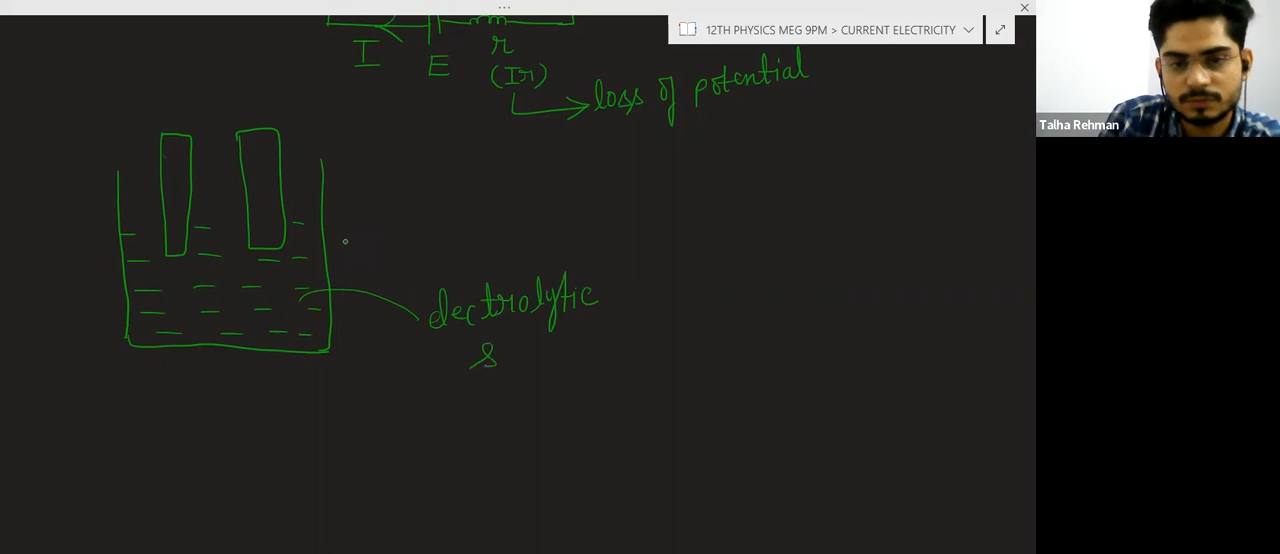 12TH PHYSICS MEG 9PM > CURRENT ELECTRICITY
I
E
r
(Ir)
loss of potential
Talha Rehman
electrolytic
s